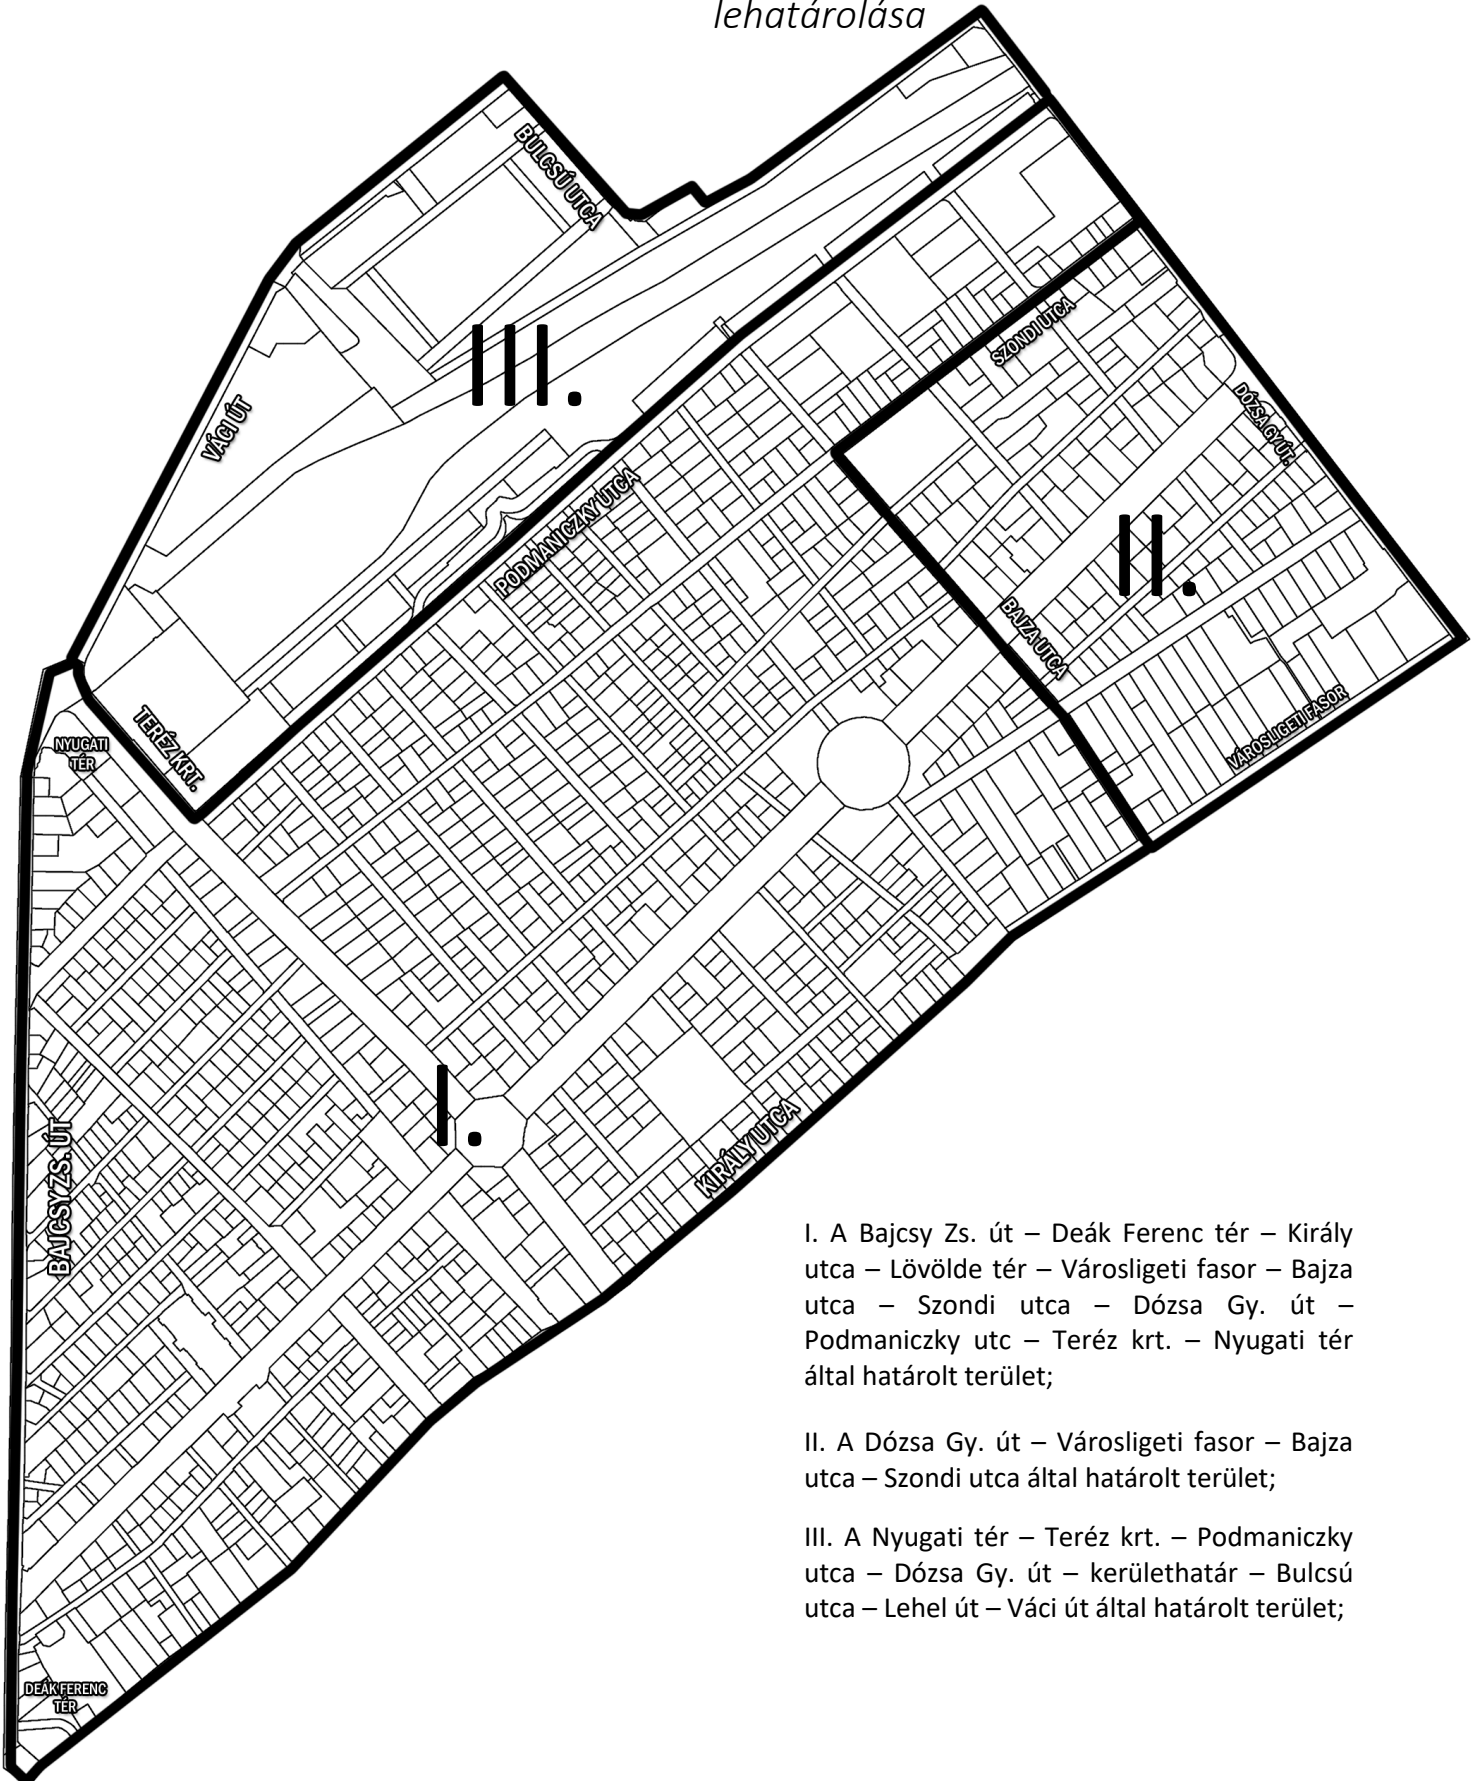 lehatárolása
BULCSÚ UTCA
SZONDI UTCA
III.
VÁCI ÚT
DÓZSA GY.ÚT.
PODMANICZKY UTCA
II.
BAJZA UTCA
VÁROSLIGETI FASOR
TERÉZ KRT.
NYUGATI
TÉR
I.
KIRÁLY UTCA
BAJCSY ZS. ÚT
I. A Bajcsy Zs. út – Deák Ferenc tér – Király
utca – Lövölde tér – Városligeti fasor – Bajza
utca – Szondi utca – Dózsa Gy. út –
Podmaniczky utc – Teréz krt. – Nyugati tér
által határolt terület;
II. A Dózsa Gy. út – Városligeti fasor – Bajza
utca – Szondi utca által határolt terület;
III. A Nyugati tér – Teréz krt. – Podmaniczky
utca – Dózsa Gy. út – kerülethatár – Bulcsú
utca – Lehel út – Váci út által határolt terület;
DEÁK FERENC
TÉR